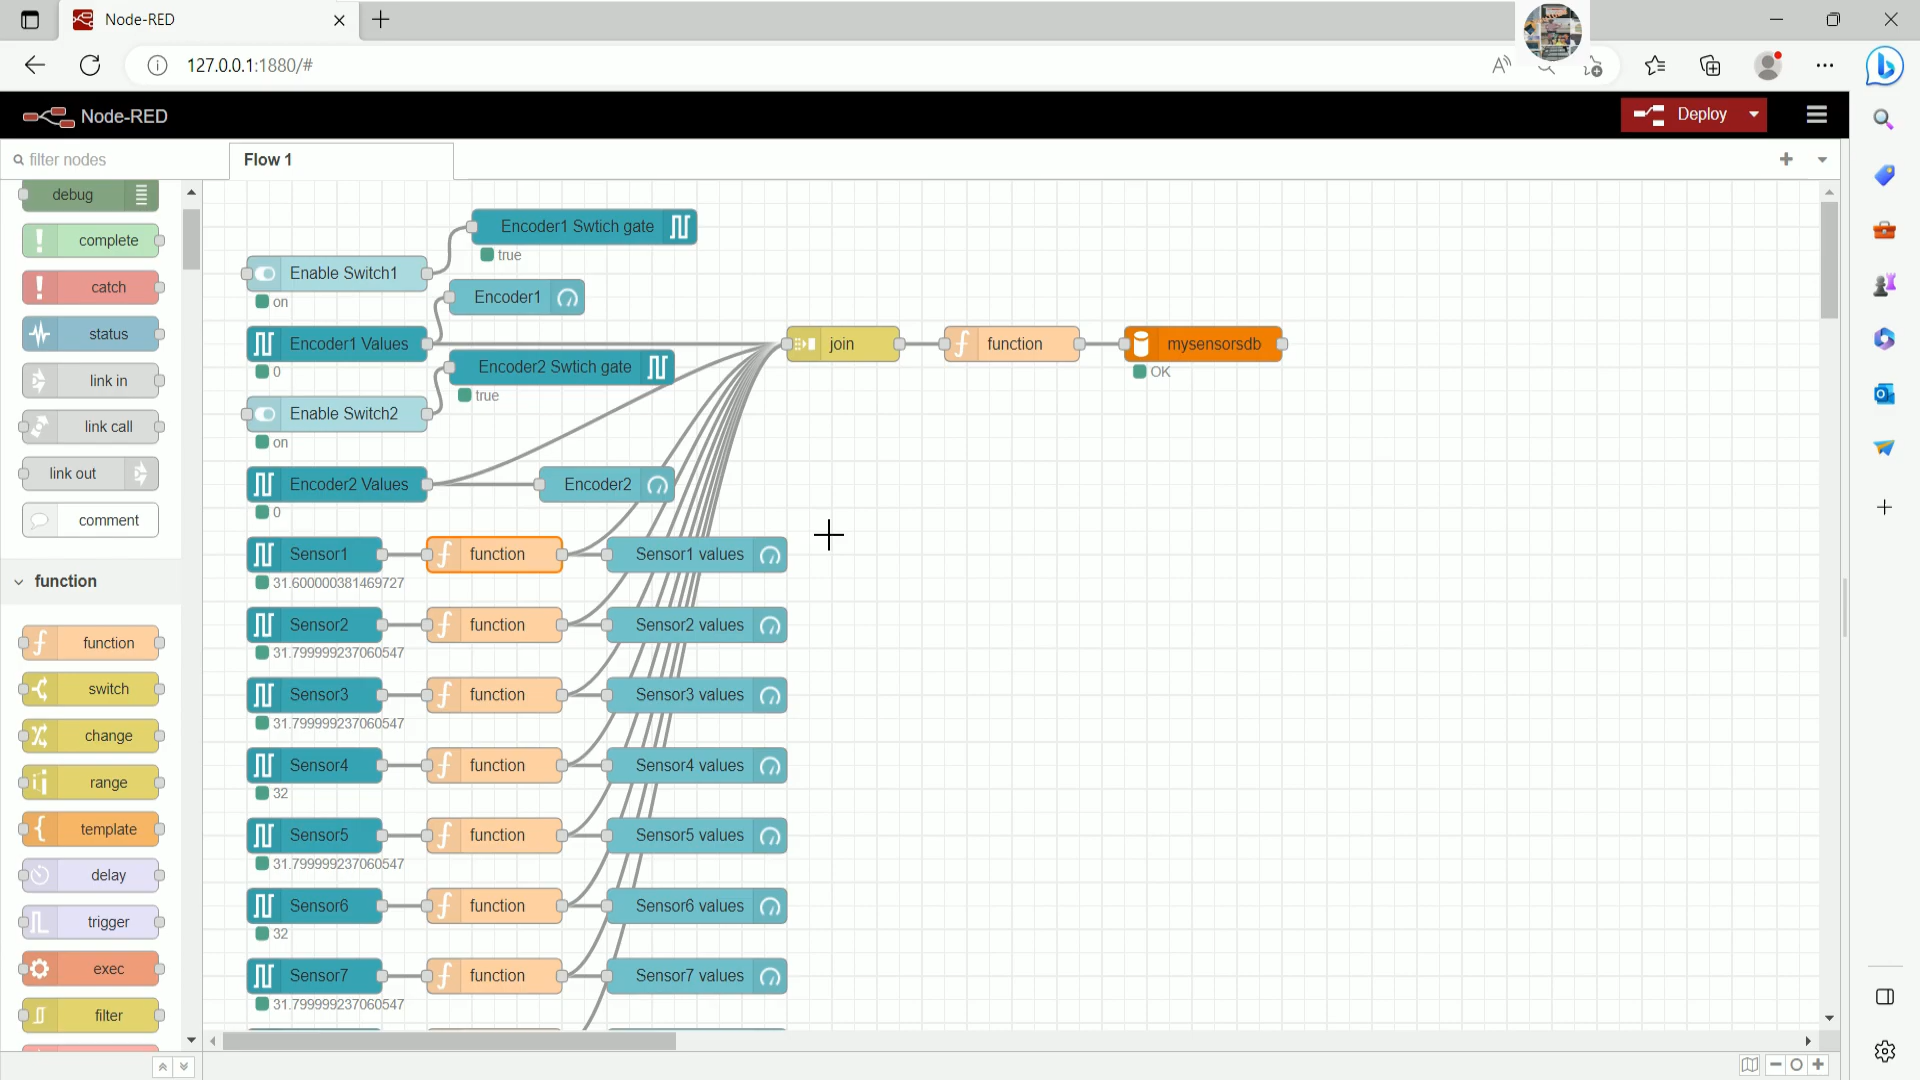 Node-RED
127.0.0.1:1880/#
Node-RED
Deploy
filter nodes
Flow 1
debug
complete
catch
status
link in
link call
link out
comment
function
function
switch
change
range
template
delay
trigger
exec
filter
Encoder1 Swtich gate
true
Enable Switch1
on
Encoder1
Encoder1 Values
0
join
function
mysensorsdb
OK
Encoder2 Swtich gate
true
Enable Switch2
on
Encoder2 Values
0
Encoder2
Sensor1
function
Sensor1 values
31.600000381469727
Sensor2
function
Sensor2 values
31.799999237060547
Sensor3
function
Sensor3 values
31.799999237060547
Sensor4
function
Sensor4 values
32
Sensor5
function
Sensor5 values
31.799999237060547
Sensor6
function
Sensor6 values
32
Sensor7
function
Sensor7 values
31.799999237060547